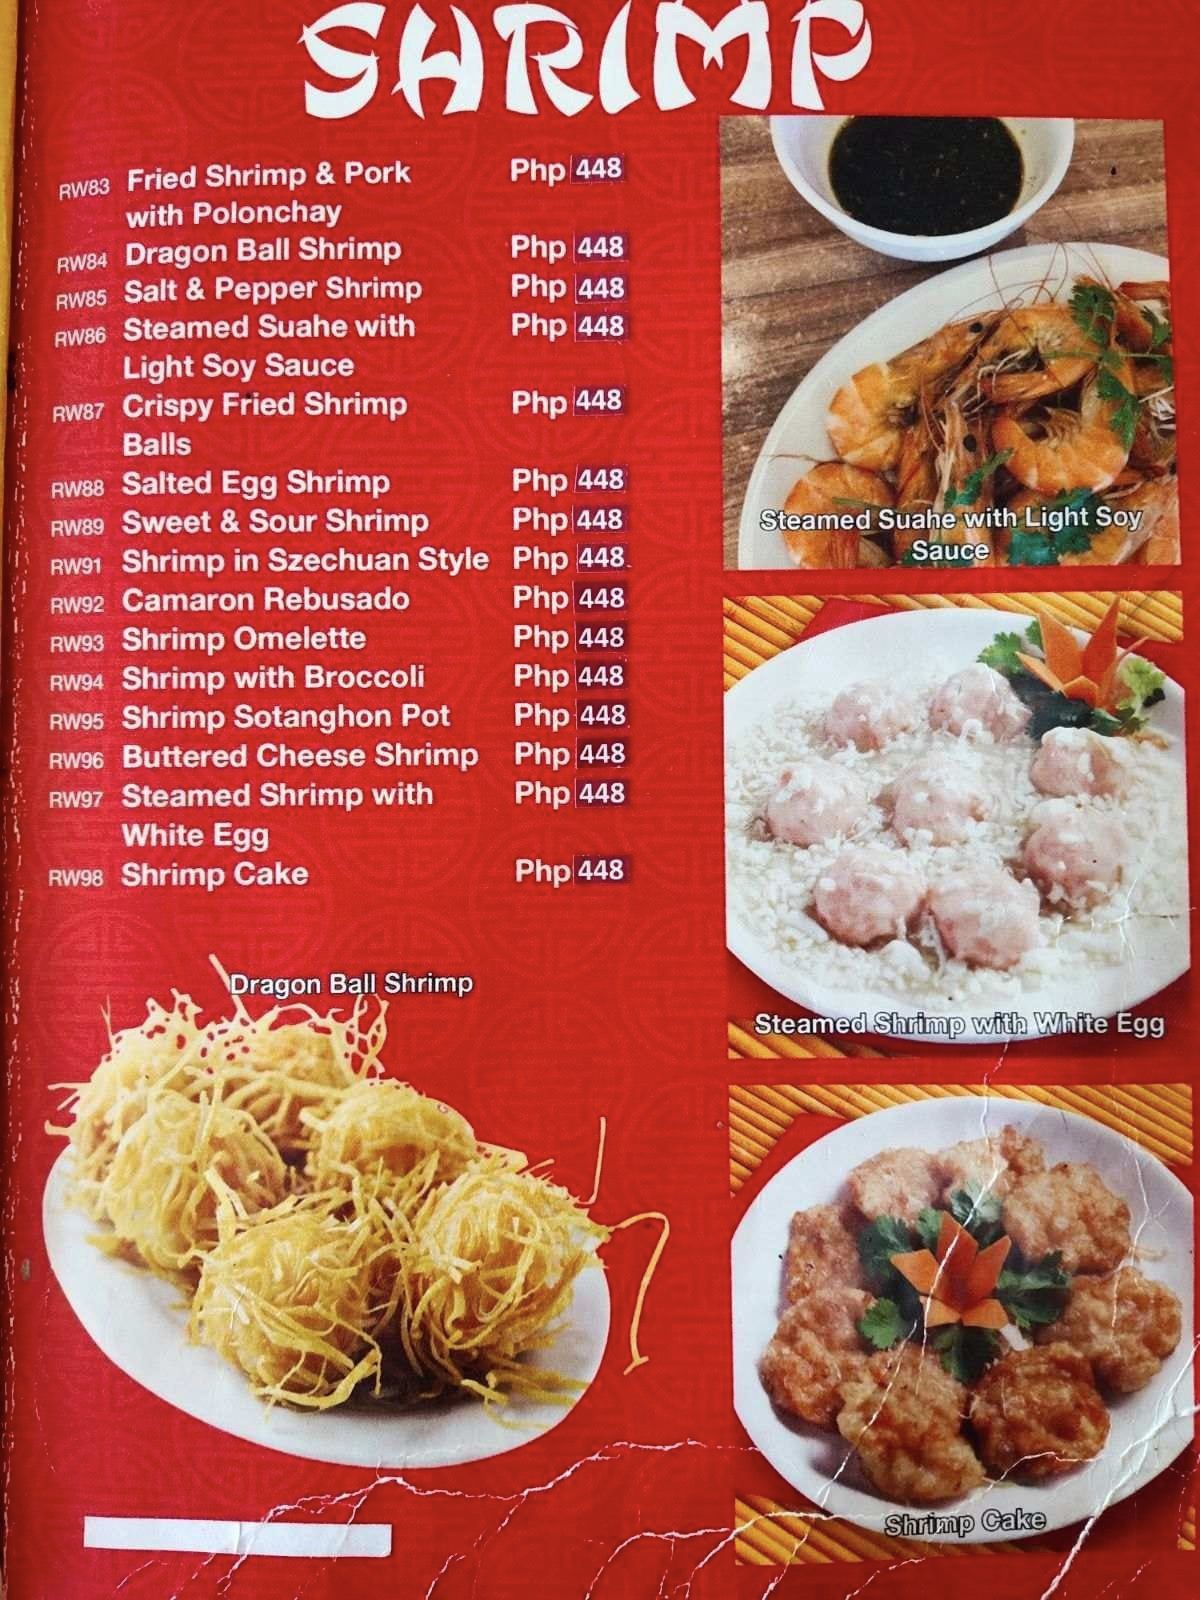 SHRIMP
RW83 Fried Shrimp & Pork Php 448
with Polonchay
RW84 Dragon Ball Shrimp Php 448
RW85 Salt & Pepper Shrimp Php 448
RW86 Steamed Suahe with Php 448
Light Soy Sauce
RW87 Crispy Fried Shrimp Php 448
Balls
RW88 Salted Egg Shrimp Php 448
RW89 Sweet & Sour Shrimp Php 448
RW91 Shrimp in Szechuan Style Php 448
RW92 Camaron Rebusado Php 448
RW93 Shrimp Omelette Php 448
RW94 Shrimp with Broccoli Php 448
RW95 Shrimp Sotanghon Pot Php 448
RW96 Buttered Cheese Shrimp Php 448
RW97 Steamed Shrimp with Php 448
White Egg
RW98 Shrimp Cake Php 448
Steamed Suahe with Light Soy
Sauce
Steamed Shrimp with White Egg
Dragon Ball Shrimp
Shrimp Cake